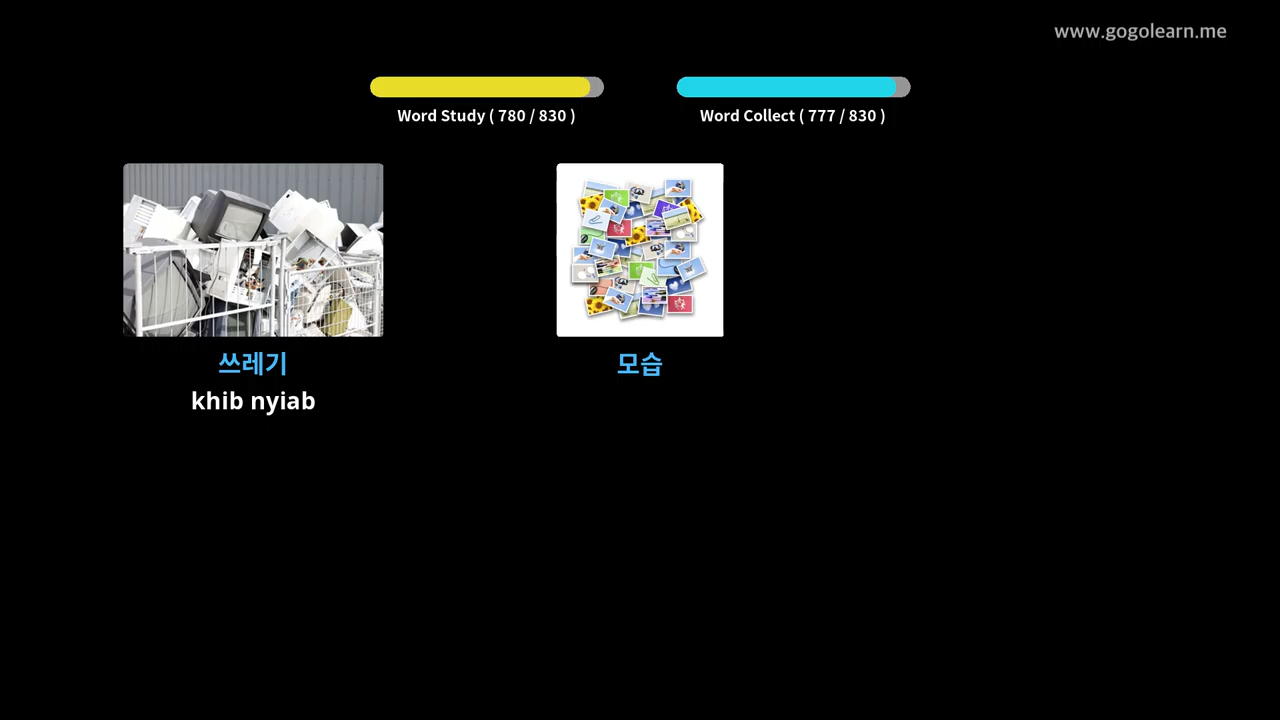 www.gogolearn.me
Word Study ( 780 / 830 )
Word Collect ( 777 / 830 )
쓰레기
khib nyiab
모습